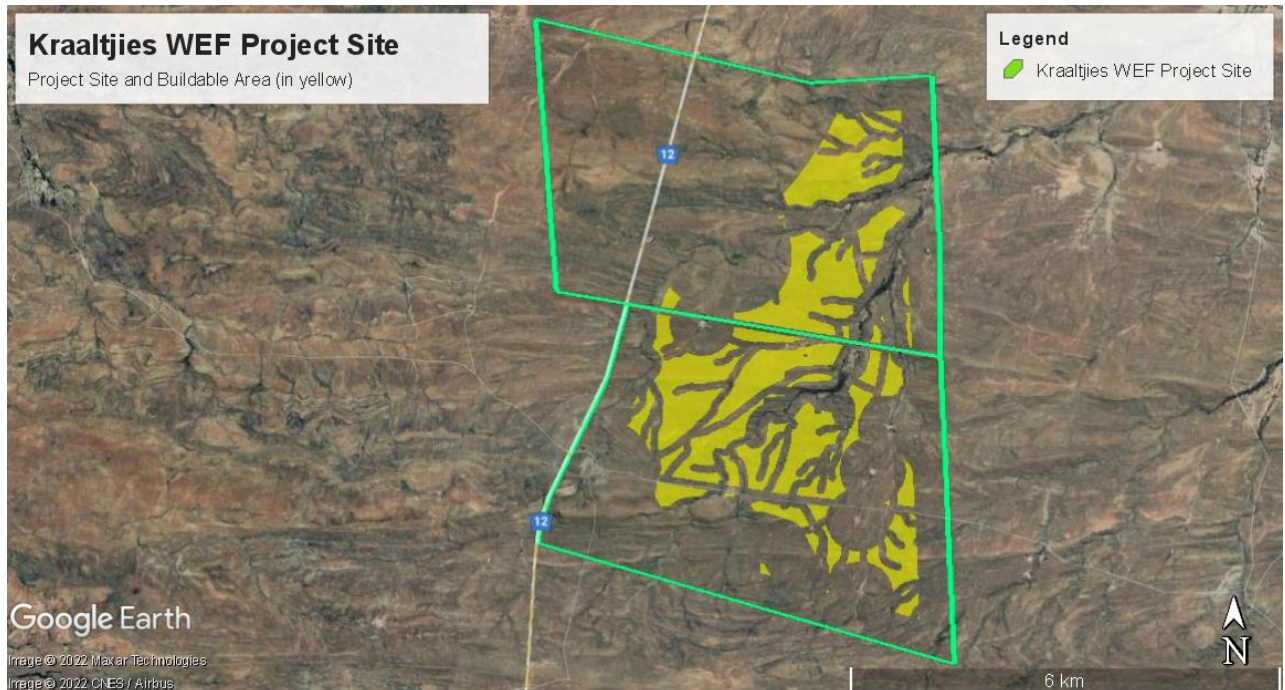 Kraaltjies WEF Project Site
Project Site and Buildable Area (in yellow)
Legend
Kraaltjies WEF Project Site
12
12
Google Earth
Image © 2022 Maxar Technologies
Image © 2022 CNES / Airbus
N
6 km